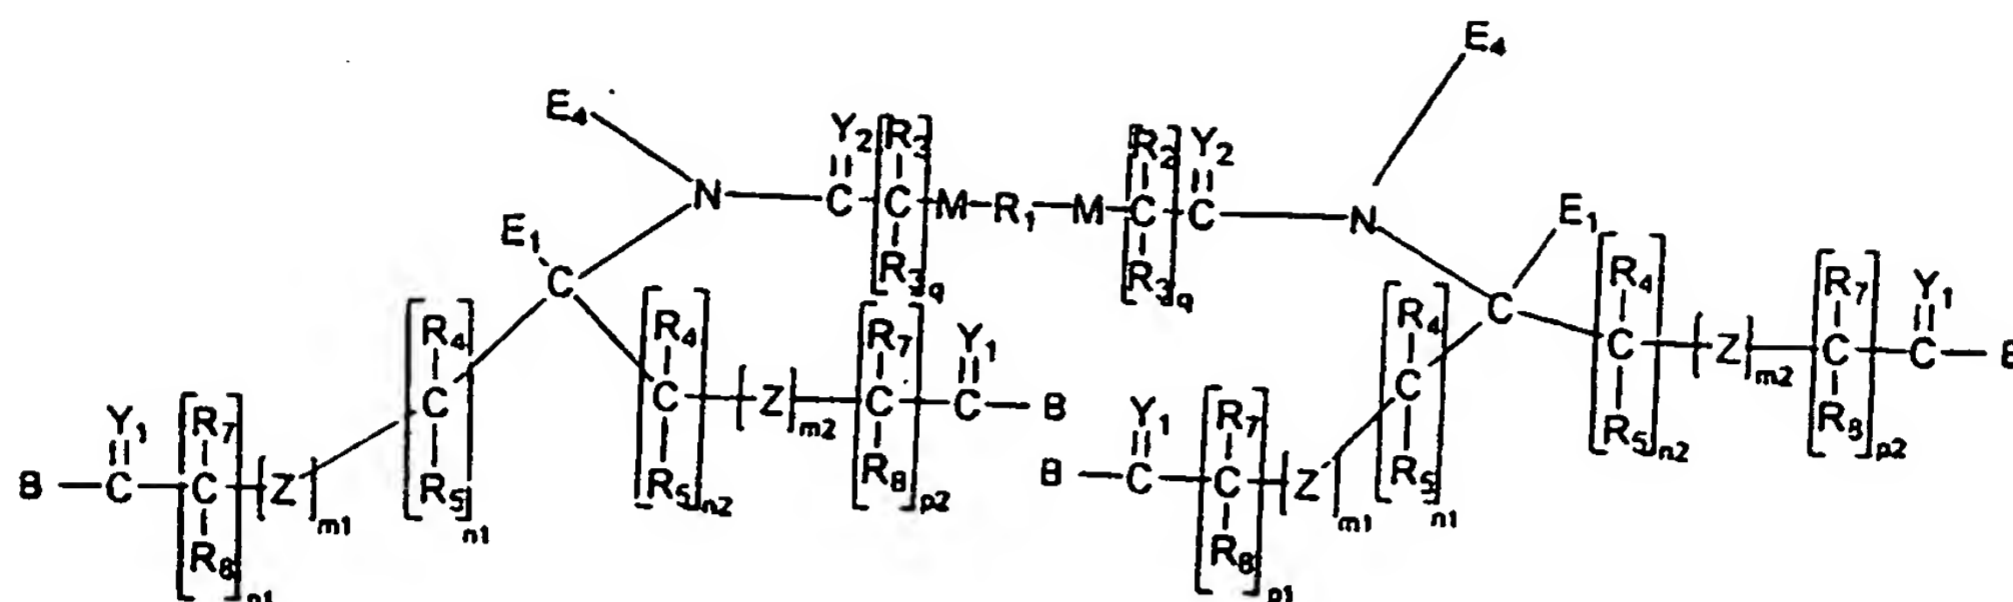 E₄
E₄ Y₂ [R₃] [R₂] Y₂
N—C—C—M—R₁—M—C—C—N E₁
E₁ C [R₃]q [R₃]q C [R₄] [R₇] Y₁
[R₄] [R₄] [R₇] Y₁ [R₄] C—[Z]m2—C—C—
C C—[Z]m2—C—C—B C [R₅]n2 [R₈]p2
Y₁ [R₇] Y₁ [R₇]
B—C—C—[Z]m1 [R₅]n1 [R₅]n2 [R₈]p2 B—C—C—[Z]m1 [R₅]n1
[R₈] [R₈]p1